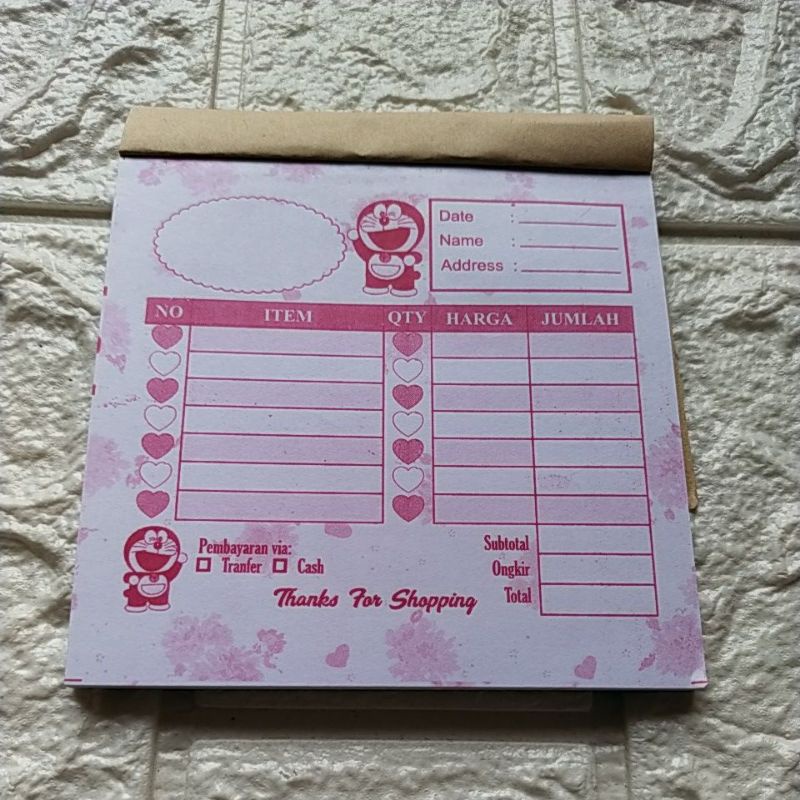 Date :
Name :
Address :
NO ITEM QTY HARGA JUMLAH
Pembayaran via:
Tranfer Cash
Subtotal
Ongkir
Total
Thanks For Shopping